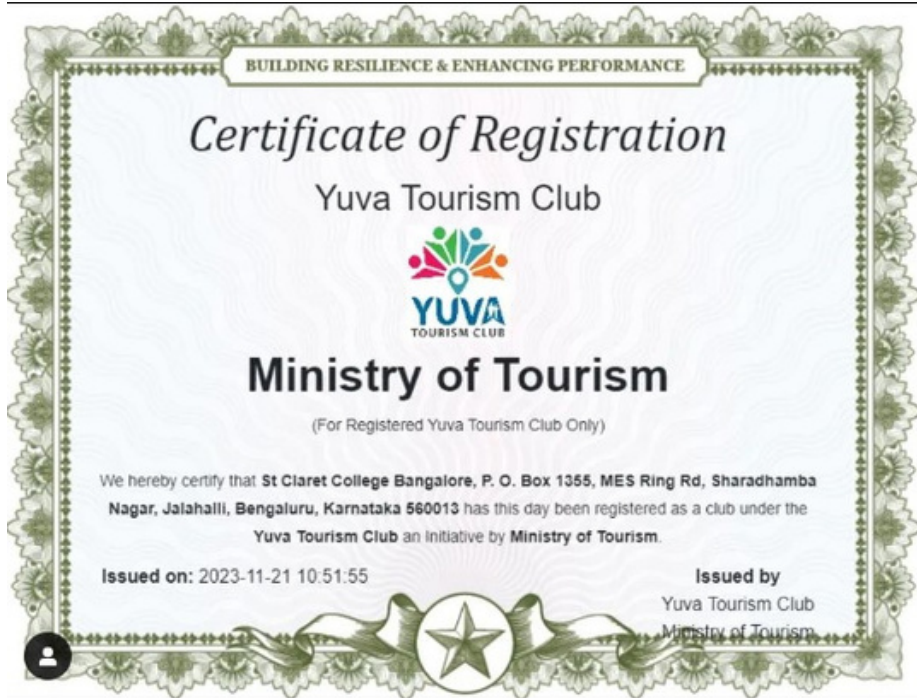 BUILDING RESILIENCE & ENHANCING PERFORMANCE
Certificate of Registration
Yuva Tourism Club
YUVA
TOURISM CLUB
Ministry of Tourism
(For Registered Yuva Tourism Club Only)
We hereby certify that St Claret College Bangalore, P. O. Box 1355, MES Ring Rd, Sharadhamba
Nagar, Jalahalli, Bengaluru, Karnataka 560013 has this day been registered as a club under the
Yuva Tourism Club an Initiative by Ministry of Tourism.
Issued on: 2023-11-21 10:51:55
Issued by
Yuva Tourism Club
Ministry of Tourism